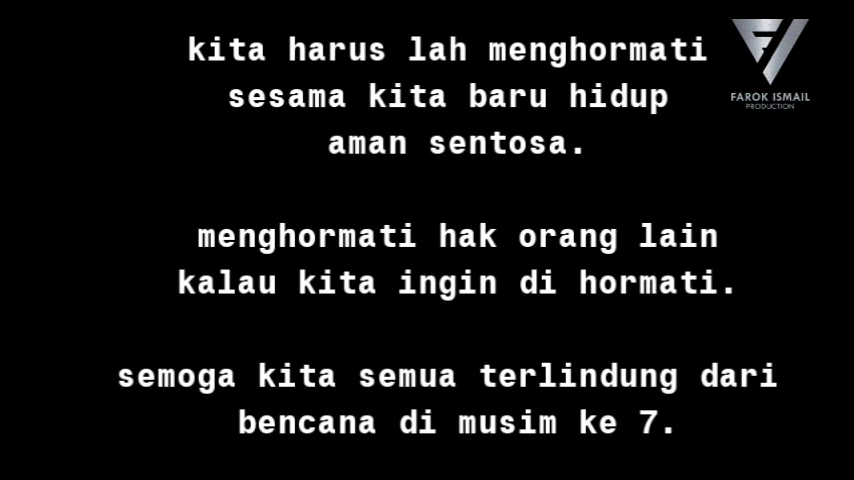 kita harus lah menghormati
sesama kita baru hidup
aman sentosa.
menghormati hak orang lain
kalau kita ingin di hormati.
semoga kita semua terlindung dari
bencana di musim ke 7.
FAROK ISMAIL
PRODUCTION